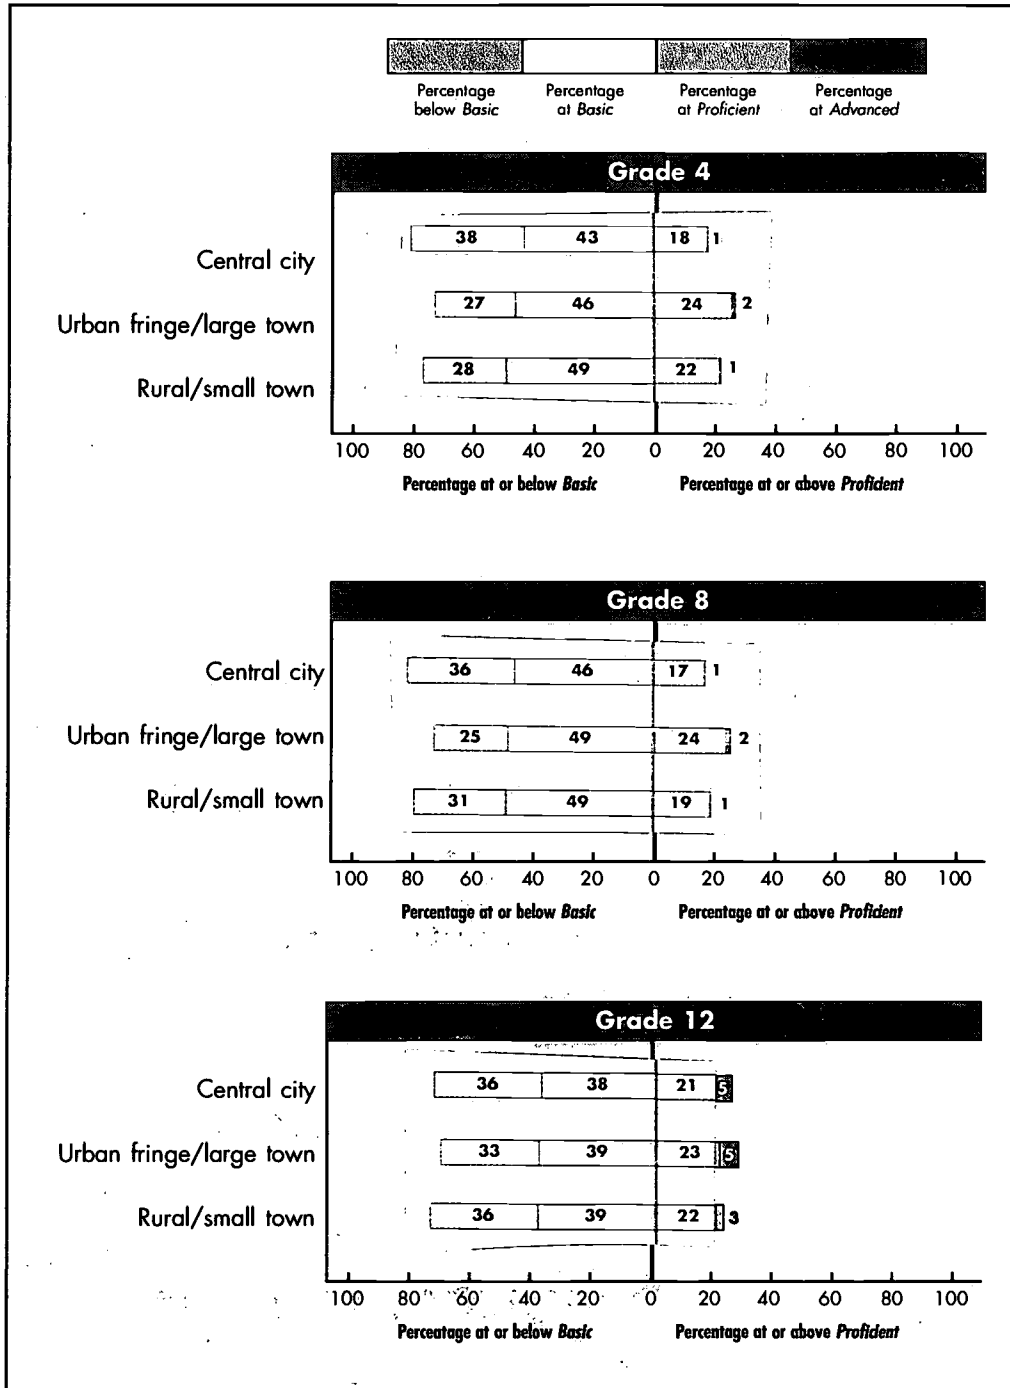 Percentage below Basic
Percentage at Basic
Percentage at Proficient
Percentage at Advanced
Grade 4
Central city 38 43 18 1
Urban fringe/large town 27 46 24 2
Rural/small town 28 49 22 1
100 80 60 40 20 0 20 40 60 80 100
Percentage at or below Basic Percentage at or above Profident
Grade 8
Central city 36 46 17 1
Urban fringe/large town 25 49 24 2
Rural/small town 31 49 19 1
100 80 60 40 20 0 20 40 60 80 100
Percentage at or below Basic Percentage at or above Profident
Grade 12
Central city 36 38 21 5
Urban fringe/large town 33 39 23 5
Rural/small town 36 39 22 3
100 80 60 40 20 0 20 40 60 80 100
Percentage at or below Basic Percentage at or above Profident